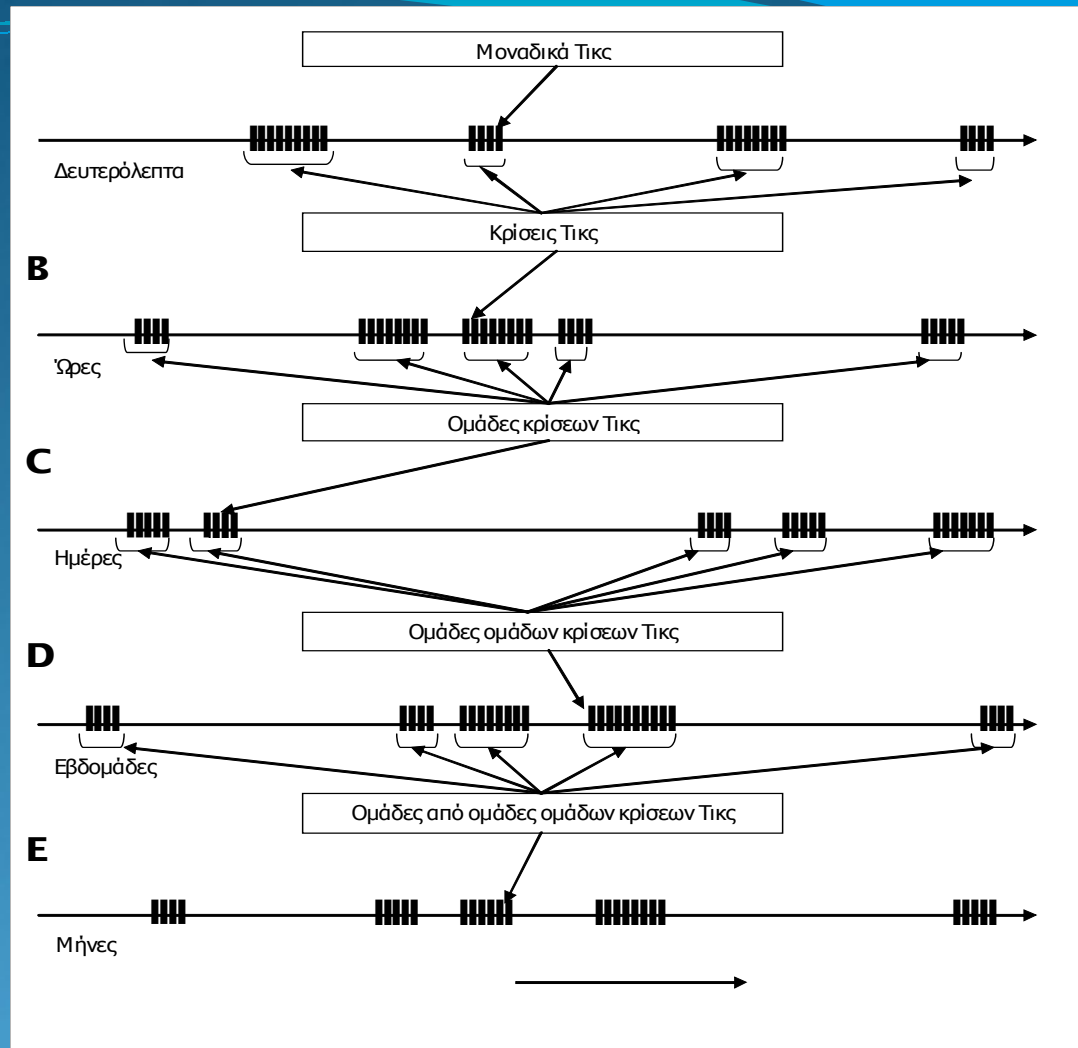 Μοναδικά Τικς
Δευτερόλεπτα
Κρίσεις Τικς
B
Ώρες
Ομάδες κρίσεων Τικς
C
Ημέρες
Ομάδες ομάδων κρίσεων Τικς
D
Εβδομάδες
Ομάδες από ομάδες ομάδων κρίσεων Τικς
E
Μήνες